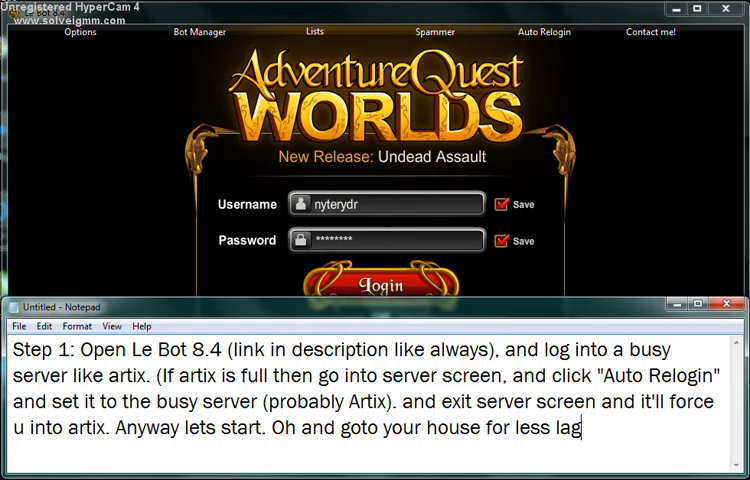 Unregistered HyperCam 4
Le Bot 8.4
www.solveigmm.com
Options Bot Manager Lists Spammer Auto Relogin Contact me!
AdventureQuest
WORLDS
New Release: Undead Assault
Username nyterydr Save
Password ******** Save
Login
Untitled - Notepad
File Edit Format View Help
Step 1: Open Le Bot 8.4 (link in description like always), and log into a busy
server like artix. (If artix is full then go into server screen, and click "Auto Relogin"
and set it to the busy server (probably Artix). and exit server screen and it'll force
u into artix. Anyway lets start. Oh and goto your house for less lag